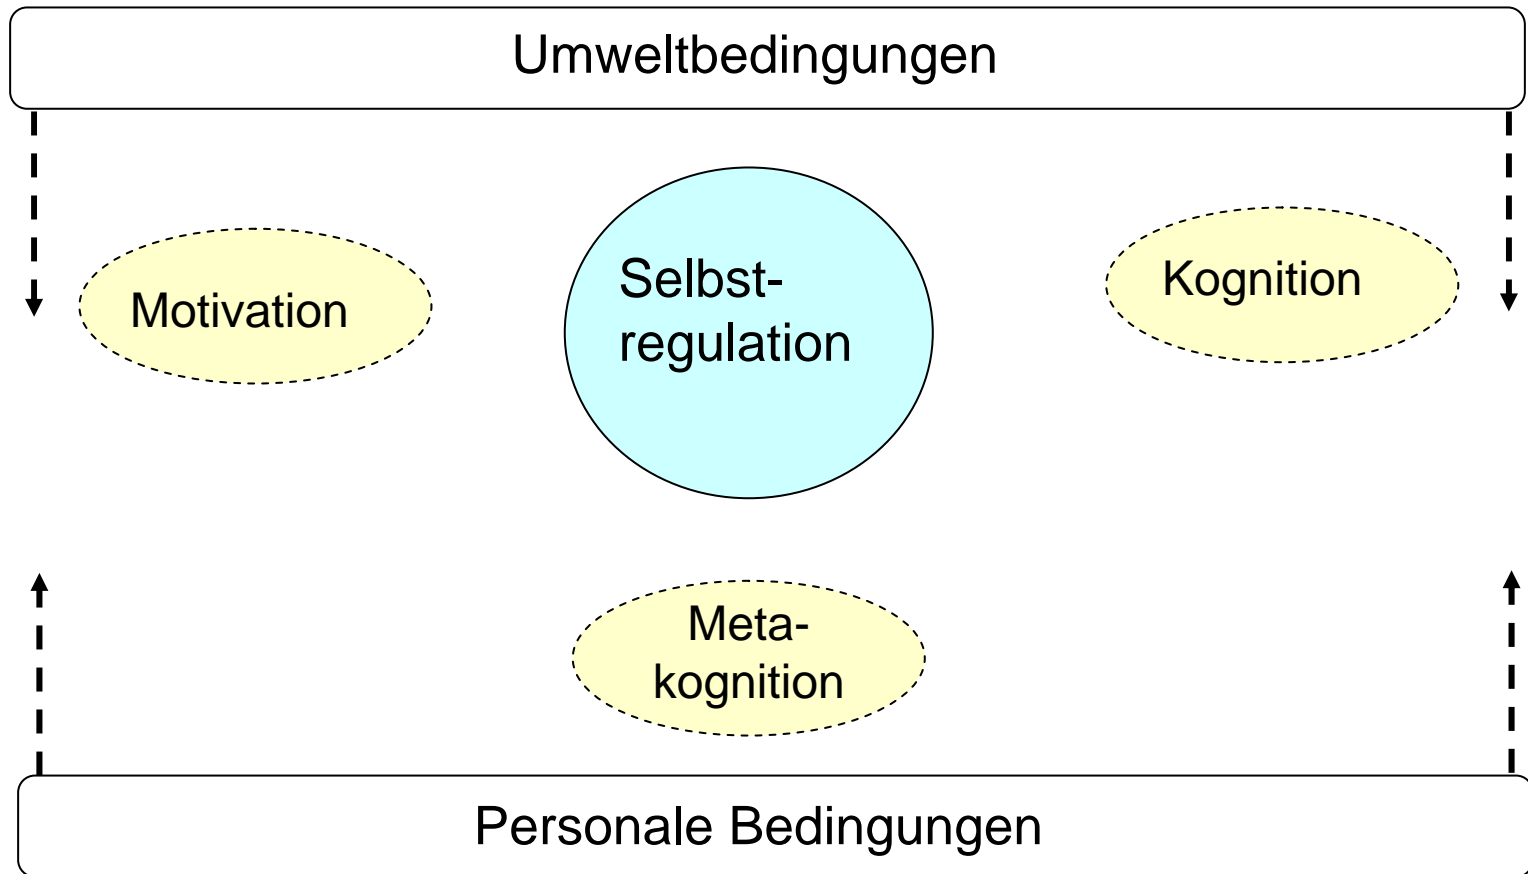 Umweltbedingungen
Motivation
Selbst-
regulation
Kognition
Meta-
kognition
Personale Bedingungen